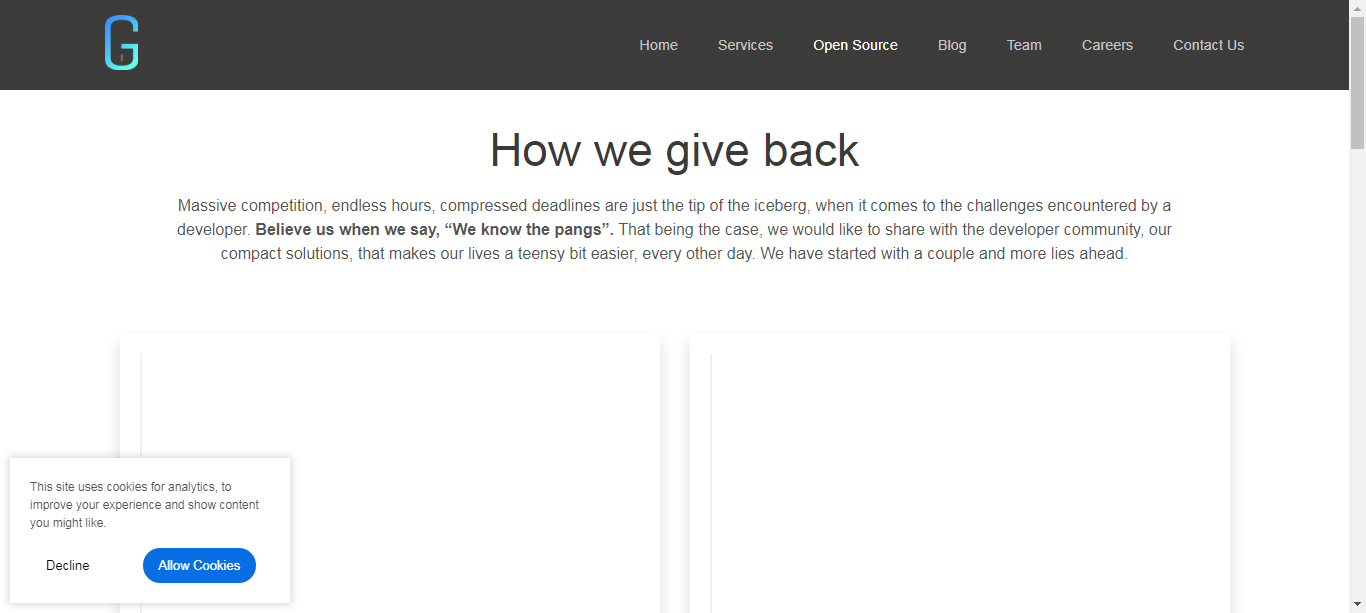 G
Home Services Open Source Blog Team Careers Contact Us
How we give back
Massive competition, endless hours, compressed deadlines are just the tip of the iceberg, when it comes to the challenges encountered by a
developer. Believe us when we say, “We know the pangs”. That being the case, we would like to share with the developer community, our
compact solutions, that makes our lives a teensy bit easier, every other day. We have started with a couple and more lies ahead.
This site uses cookies for analytics, to
improve your experience and show content
you might like.
Decline Allow Cookies